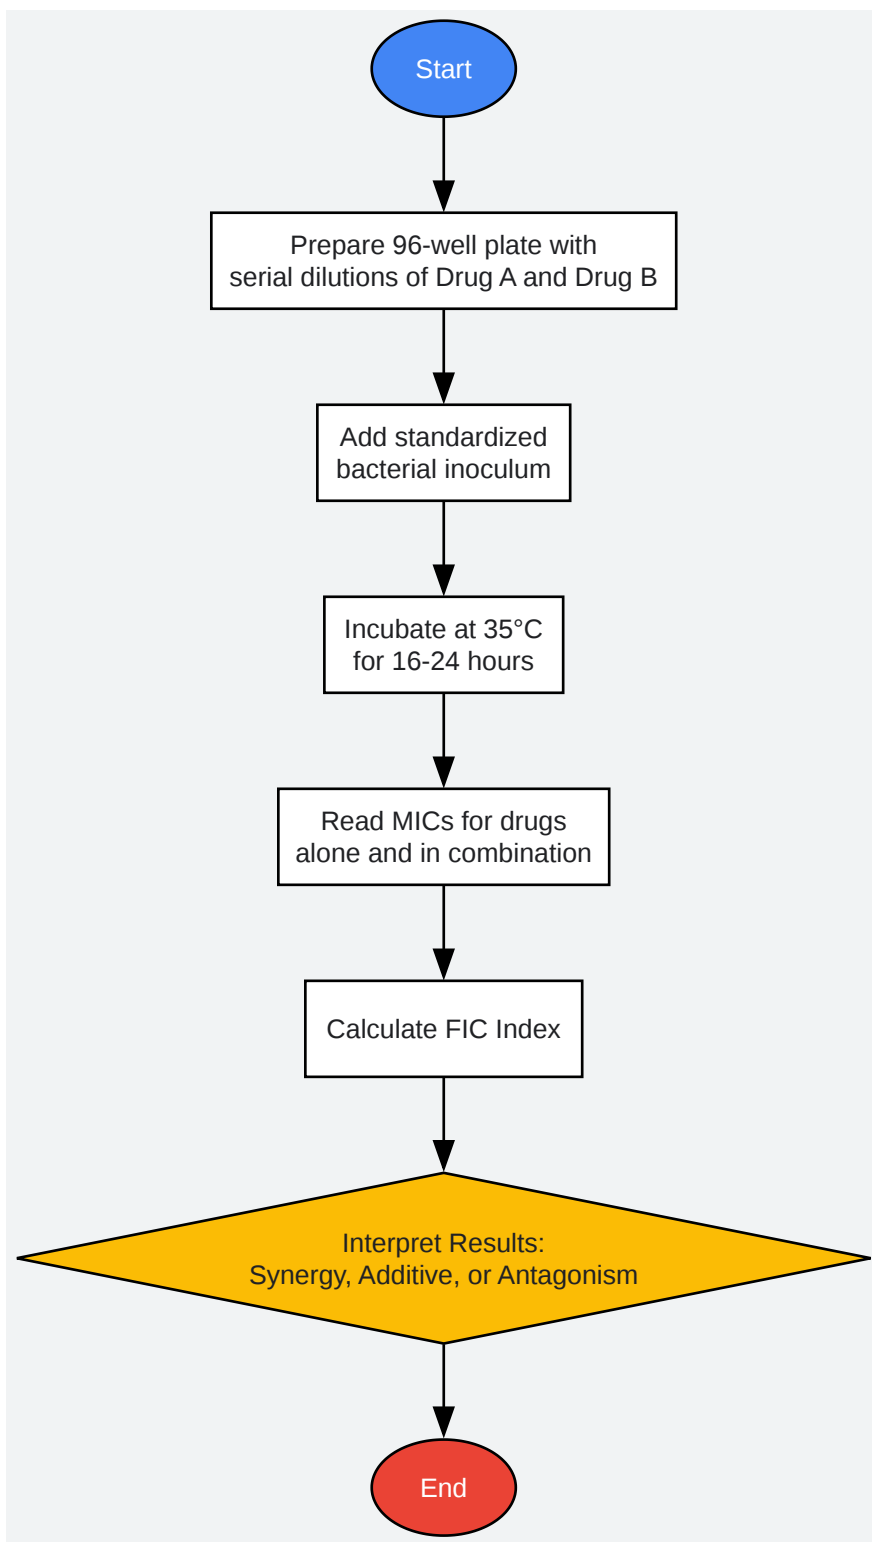 Start
Prepare 96-well plate with
serial dilutions of Drug A and Drug B
Add standardized
bacterial inoculum
Incubate at 35°C
for 16-24 hours
Read MICs for drugs
alone and in combination
Calculate FIC Index
Interpret Results:
Synergy, Additive, or Antagonism
End